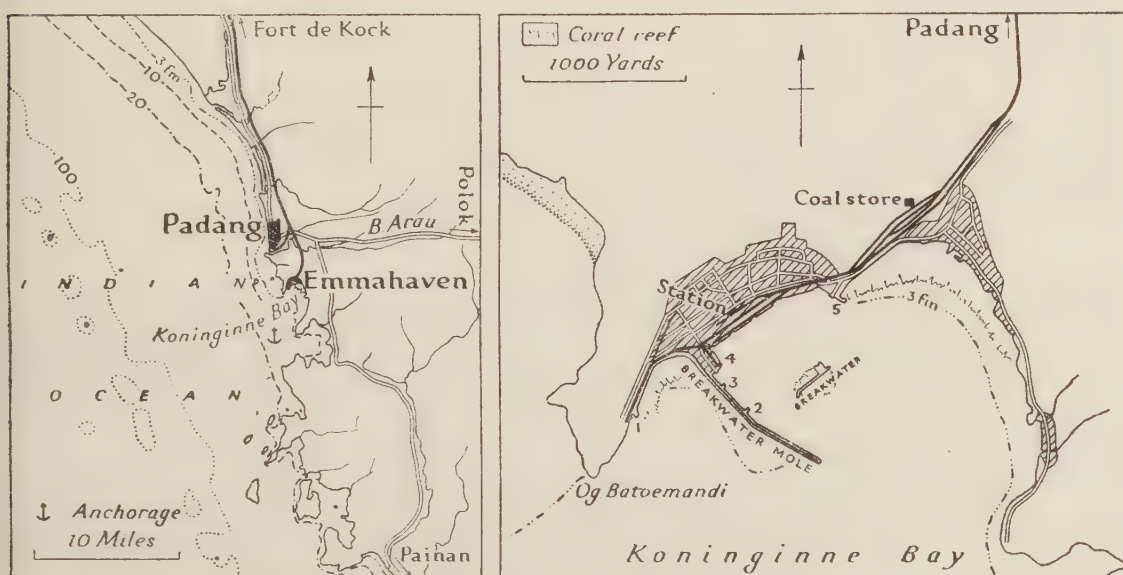 Fort de Kock
3 fm
10
20
100
Polok
Padang
B Arau
INDIAN
Emmahaven
Koninginne Bay
OCEAN
Anchorage
10 Miles
Painan
Coral reef
1000 Yards
Padang
Coal store
Station
5
3 fm
4
3
2
BREAKWATER
BREAKWATER MOLE
1
Og Batoemandi
Koninginne Bay